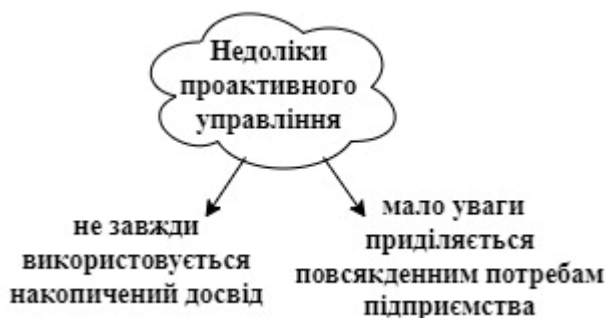 Недоліки
проактивного
управління
не завжди
використовується
накопичений досвід
мало уваги
приділяється
повсякденним потребам
підприємства